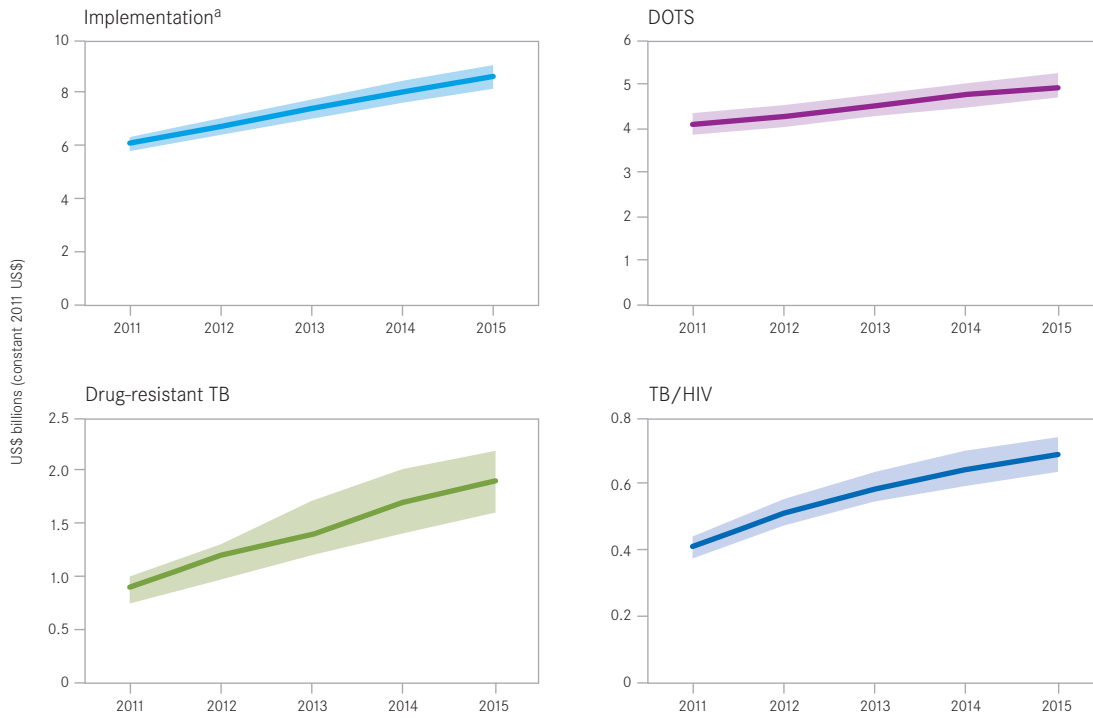 US$ billions (constant 2011 US$)
Implementationᵃ
10
8
6
4
2
0
2011 2012 2013 2014 2015
DOTS
6
5
4
3
2
1
0
2011 2012 2013 2014 2015
Drug-resistant TB
2.5
2.0
1.5
1.0
0.5
0
2011 2012 2013 2014 2015
TB/HIV
0.8
0.6
0.4
0.2
0
2011 2012 2013 2014 2015